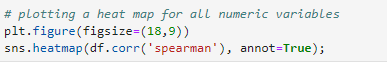 # plotting a heat map for all numeric variables
plt.figure(figsize=(18,9))
sns.heatmap(df.corr('spearman'), annot=True);